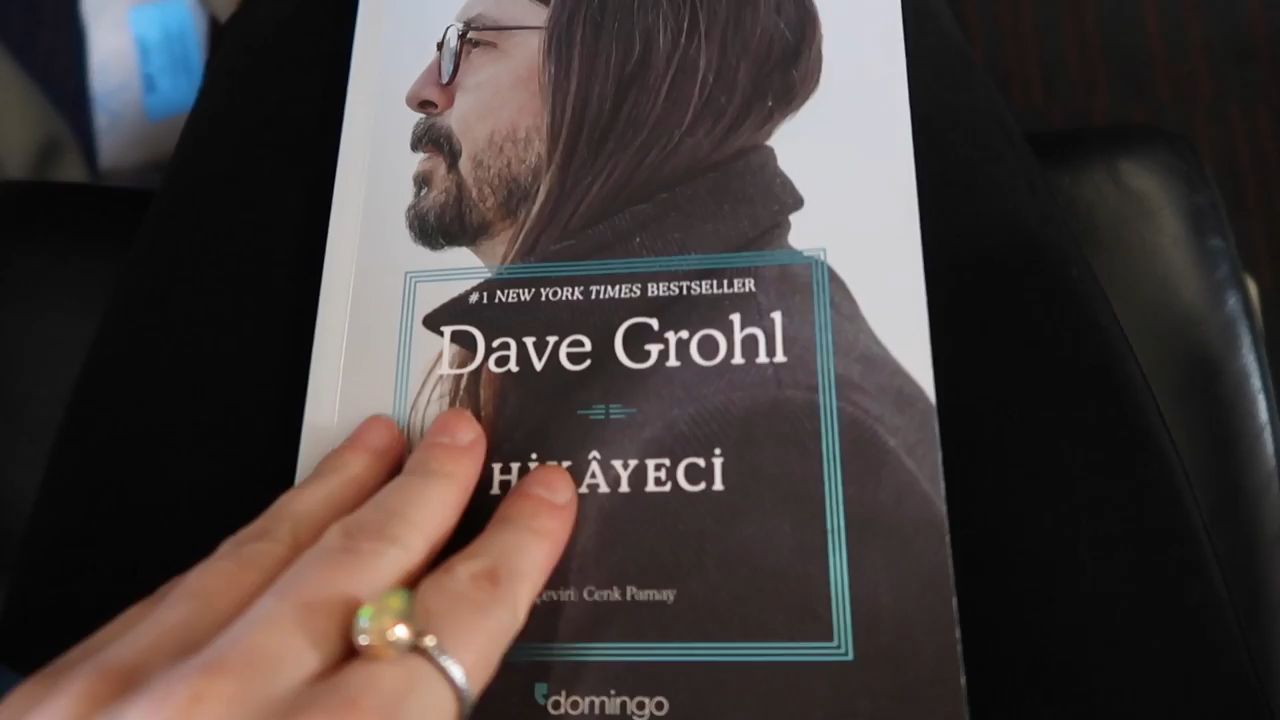 #1 NEW YORK TIMES BESTSELLER
Dave Grohl
HİKÂYECİ
Çeviri: Cenk Pamay
domingo